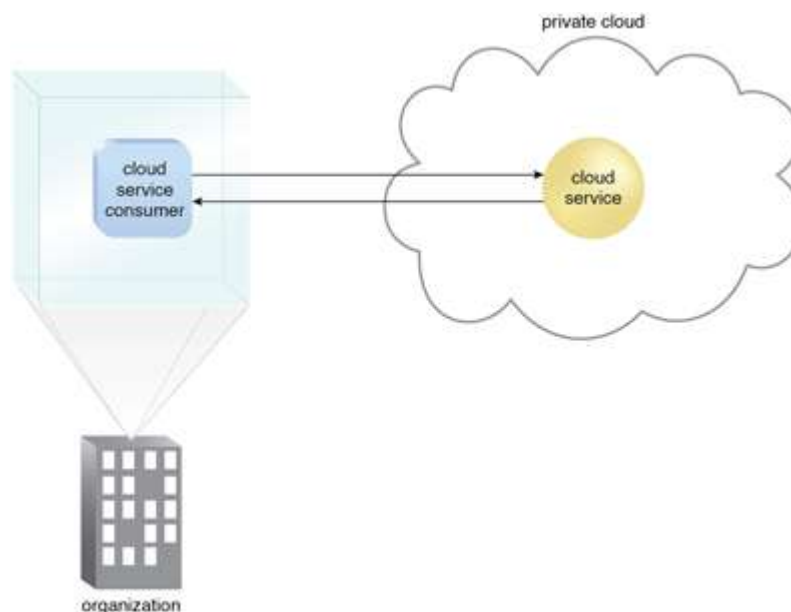 private cloud
cloud
service
consumer
cloud
service
organization